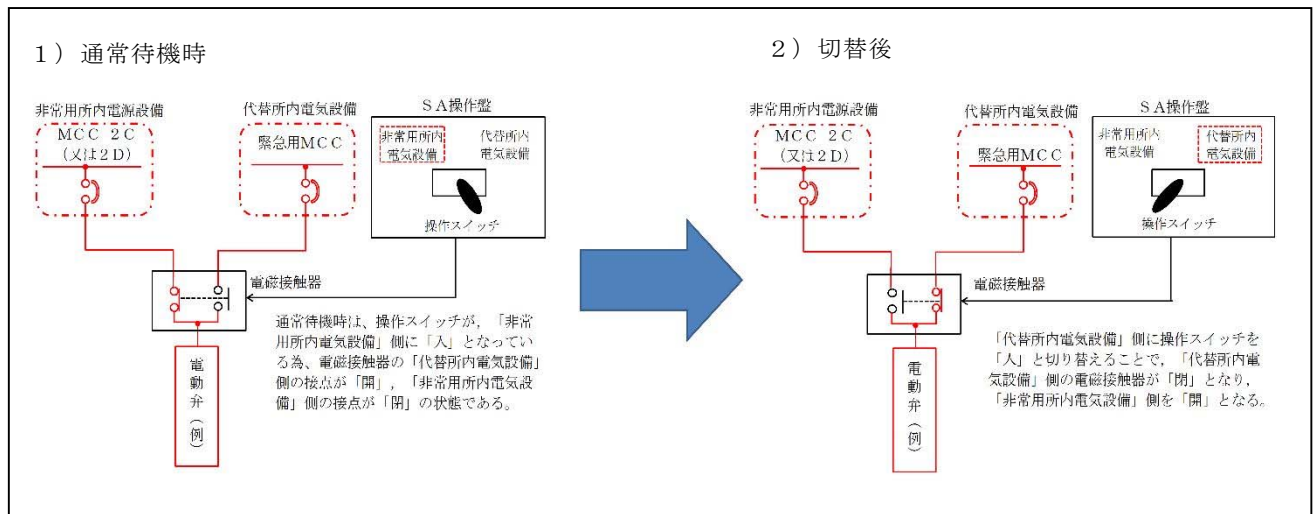 1) 通常待機時
非常用所内電源設備
MCC 2C
(又は2D)
代替所内電気設備
緊急用MCC
SA操作盤
非常用所内
電気設備
代替所内
電気設備
操作スイッチ
電磁接触器
通常待機時は、操作スイッチが,「非常
用所内電気設備」側に「入」となってい
る為、電磁接触器の「代替所内電気設備」
側の接点が「開」,「非常用所内電気設
備」側の接点が「閉」の状態である。
電動弁(例)
2) 切替後
非常用所内電源設備
MCC 2C
(又は2D)
代替所内電気設備
緊急用MCC
SA操作盤
非常用所内
電気設備
代替所内
電気設備
操作スイッチ
電磁接触器
「代替所内電気設備」側に操作スイッチを
「入」と切り替えることで,「代替所内電
気設備」側の電磁接触器が「閉」となり,
「非常用所内電気設備」側を「開」となる。
電動弁(例)